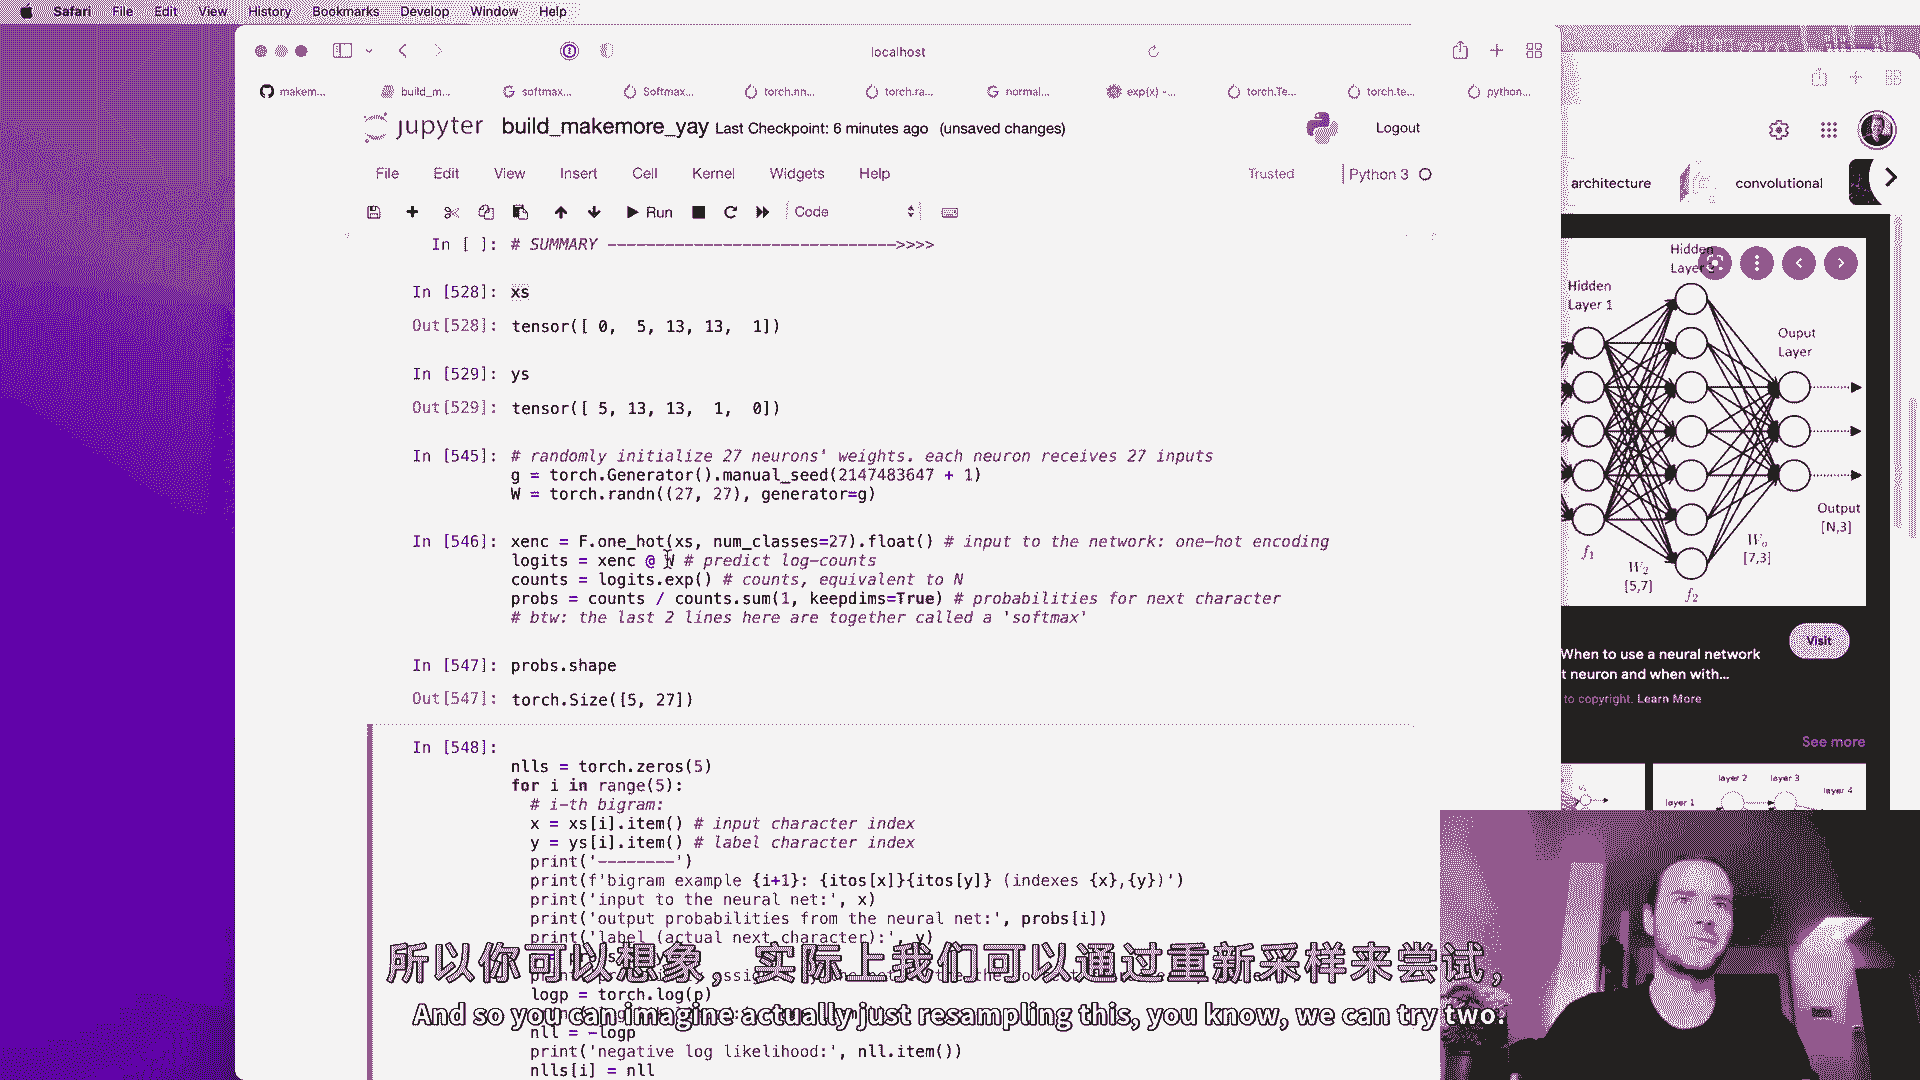 Safari File Edit View History Bookmarks Develop Window Help
localhost
makem... build_m... softmax... Softmax... torch.nn... torch.ra... normal... exp(x) -... torch.Te... torch.te... python...
jupyter build_makemore_yay Last Checkpoint: 6 minutes ago (unsaved changes)
Logout
File Edit View Insert Cell Kernel Widgets Help
Trusted Python 3
Run Code
In [ ]: # SUMMARY ------------------------------>>>>
In [528]: xs
Out[528]: tensor([ 0,  5, 13, 13,  1])
In [529]: ys
Out[529]: tensor([ 5, 13, 13,  1,  0])
In [545]: # randomly initialize 27 neurons' weights. each neuron receives 27 inputs
g = torch.Generator().manual_seed(2147483647 + 1)
W = torch.randn((27, 27), generator=g)
In [546]: xenc = F.one_hot(xs, num_classes=27).float() # input to the network: one-hot encoding
logits = xenc @ W # predict log-counts
counts = logits.exp() # counts, equivalent to N
probs = counts / counts.sum(1, keepdims=True) # probabilities for next character
# btw: the last 2 lines here are together called a 'softmax'
In [547]: probs.shape
Out[547]: torch.Size([5, 27])
In [548]:
nlls = torch.zeros(5)
for i in range(5):
# i-th bigram:
x = xs[i].item() # input character index
y = ys[i].item() # label character index
print('--------')
print(f'bigram example {i+1}: {itos[x]}{itos[y]} (indexes {x},{y})')
print('input to the neural net:', x)
print('output probabilities from the neural net:', probs[i])
print('label (actual next character):', y)
logp = torch.log(p)
nll = -logp
print('negative log likelihood:', nll.item())
nlls[i] = nll
所以你可以想象，实际上我们可以通过重新采样来尝试，
And so you can imagine actually just resampling this, you know, we can try two.
architecture convolutional
Hidden
Layer
Hidden
Layer 1
Ouput
Layer
Output
[N,3]
W₂
[5,7]
Wₒ
[7,3]
f₁
f₂
Visit
When to use a neural network
t neuron and when with...
to copyright. Learn More
See more
layer 1 layer 2 layer 3 layer 4